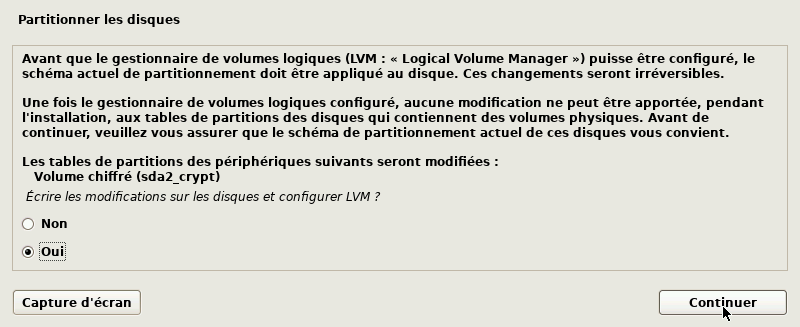 Partitionner les disques
Avant que le gestionnaire de volumes logiques (LVM : « Logical Volume Manager ») puisse être configuré, le
schéma actuel de partitionnement doit être appliqué au disque. Ces changements seront irréversibles.
Une fois le gestionnaire de volumes logiques configuré, aucune modification ne peut être apportée, pendant
l'installation, aux tables de partitions des disques qui contiennent des volumes physiques. Avant de
continuer, veuillez vous assurer que le schéma de partitionnement actuel de ces disques vous convient.
Les tables de partitions des périphériques suivants seront modifiées :
Volume chiffré (sda2_crypt)
Écrire les modifications sur les disques et configurer LVM ?
Non
Oui
Capture d'écran
Continuer